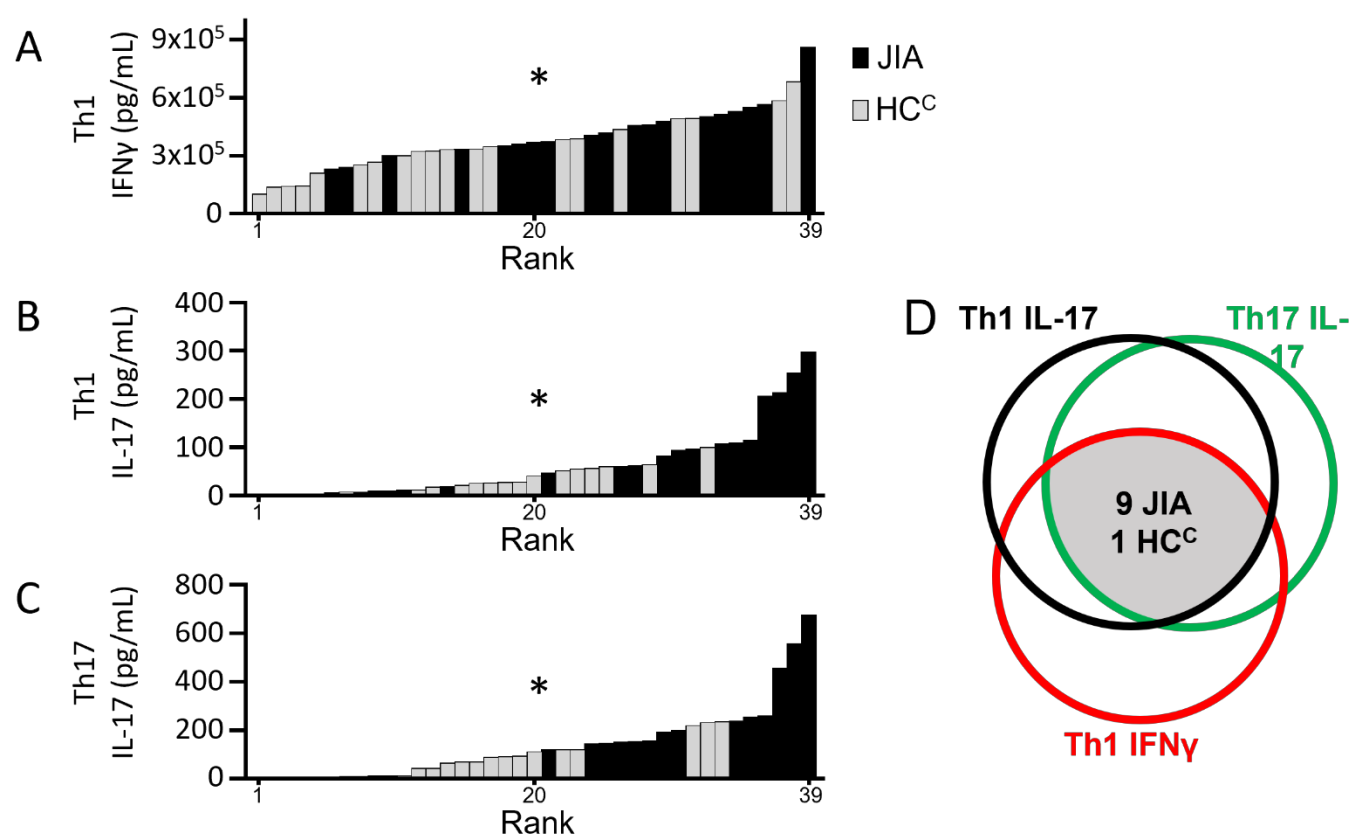 A
Th1
IFNγ (pg/mL)
9x10⁵
6x10⁵
3x10⁵
0
*
1
20
39
Rank
JIA
HCᶜ
B
Th1
IL-17 (pg/mL)
400
300
200
100
0
*
1
20
39
Rank
C
Th17
IL-17 (pg/mL)
800
600
400
200
0
*
1
20
39
Rank
D
Th1 IL-17
Th17 IL-
17
9 JIA
1 HCᶜ
Th1 IFNγ